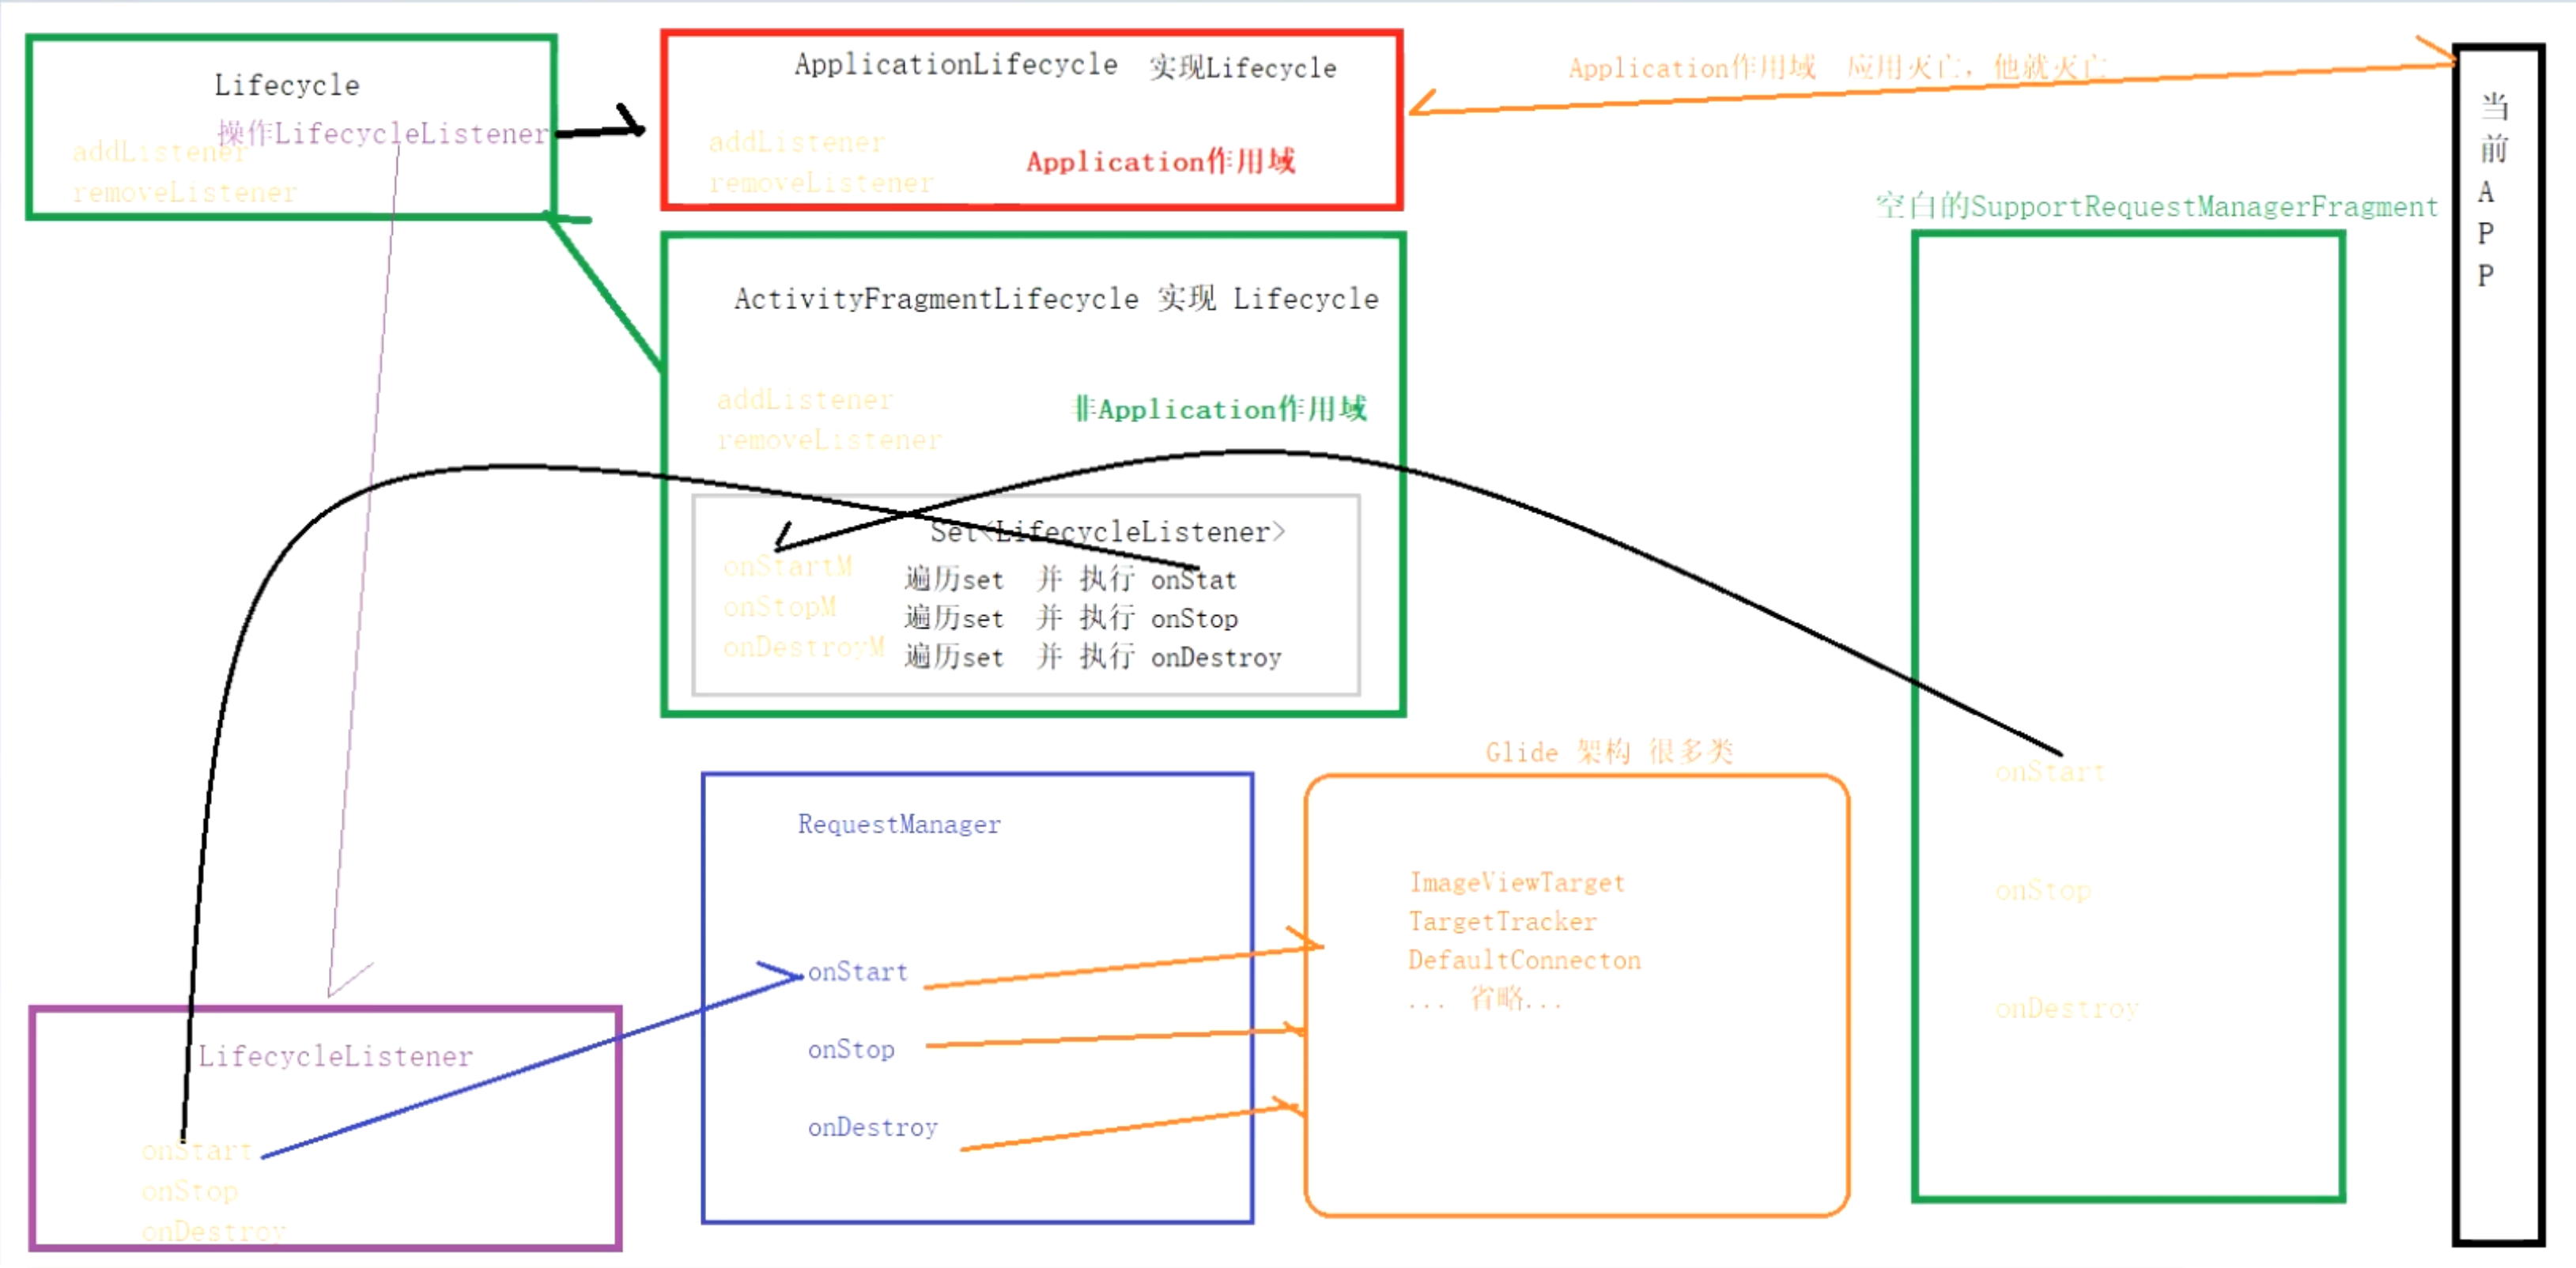 Lifecycle
操作LifecycleListener
addListener
removeListener
ApplicationLifecycle 实现Lifecycle
addListener
removeListener
Application作用域
Application作用域 应用灭亡，他就灭亡
当
前
A
P
P
空白的SupportRequestManagerFragment
ActivityFragmentLifecycle 实现 Lifecycle
addListener
removeListener
非Application作用域
Set<LifecycleListener>
onStartM 遍历set 并 执行 onStat
onStopM 遍历set 并 执行 onStop
onDestroyM 遍历set 并 执行 onDestroy
onStart
onStop
onDestroy
Glide 架构 很多类
RequestManager
onStart
onStop
onDestroy
ImageViewTarget
TargetTracker
DefaultConnecton
... 省略...
LifecycleListener
onStart
onStop
onDestroy